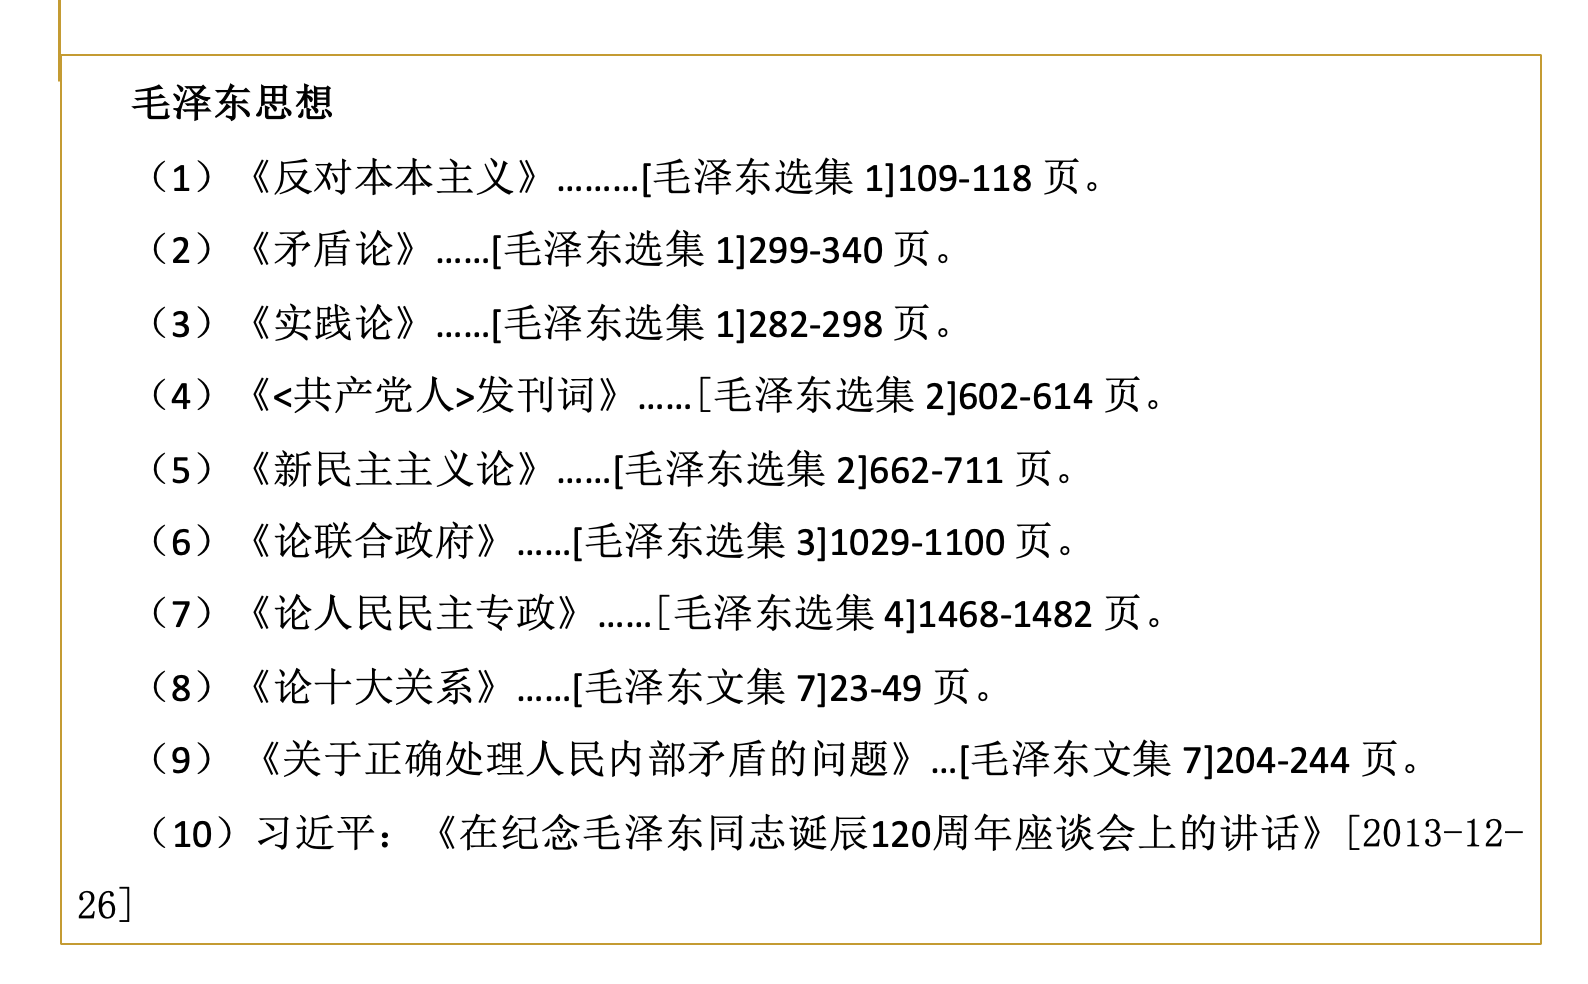 毛泽东思想
（1）《反对本本主义》………[毛泽东选集 1]109-118 页。
（2）《矛盾论》……[毛泽东选集 1]299-340 页。
（3）《实践论》……[毛泽东选集 1]282-298 页。
（4）《<共产党人>发刊词》……[毛泽东选集 2]602-614 页。
（5）《新民主主义论》……[毛泽东选集 2]662-711 页。
（6）《论联合政府》……[毛泽东选集 3]1029-1100 页。
（7）《论人民民主专政》……[毛泽东选集 4]1468-1482 页。
（8）《论十大关系》……[毛泽东文集 7]23-49 页。
（9） 《关于正确处理人民内部矛盾的问题》…[毛泽东文集 7]204-244 页。
（10）习近平：《在纪念毛泽东同志诞辰120周年座谈会上的讲话》[2013-12-
26]